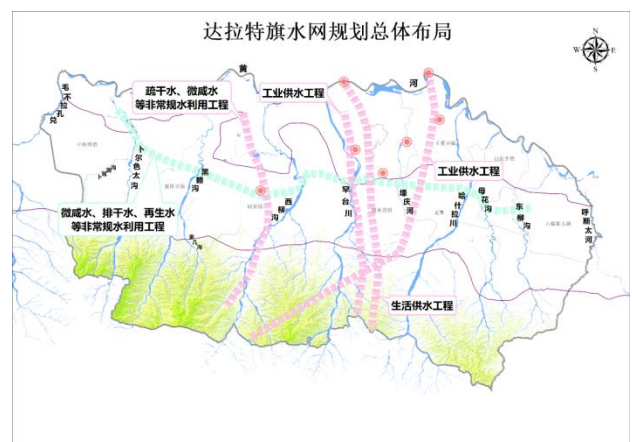 达拉特旗水网规划总体布局
N
W
E
S
黄
河
毛不拉孔兑
疏干水、微咸水
等非常规水利用工程
工业供水工程
卜尔色太沟
黑赖沟
工业供水工程
西柳沟
罕台川
维庆河
哈什拉川
母花沟
东柳沟
呼斯太河
微咸水、排干水、再生水
等非常规水利用工程
生活供水工程